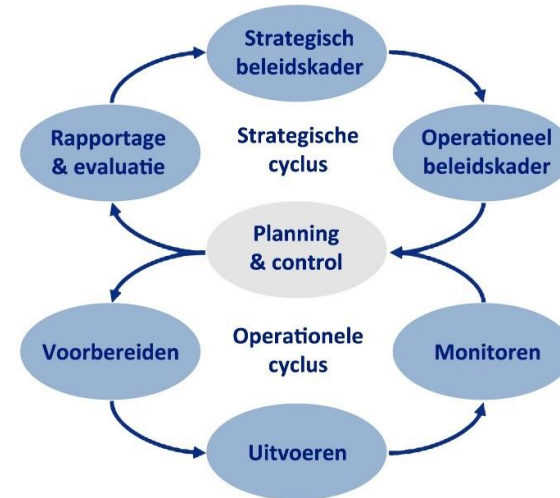 Strategisch
beleidskader
Rapportage
& evaluatie
Strategische
cyclus
Operationeel
beleidskader
Planning
& control
Voorbereiden
Operationele
cyclus
Monitoren
Uitvoeren